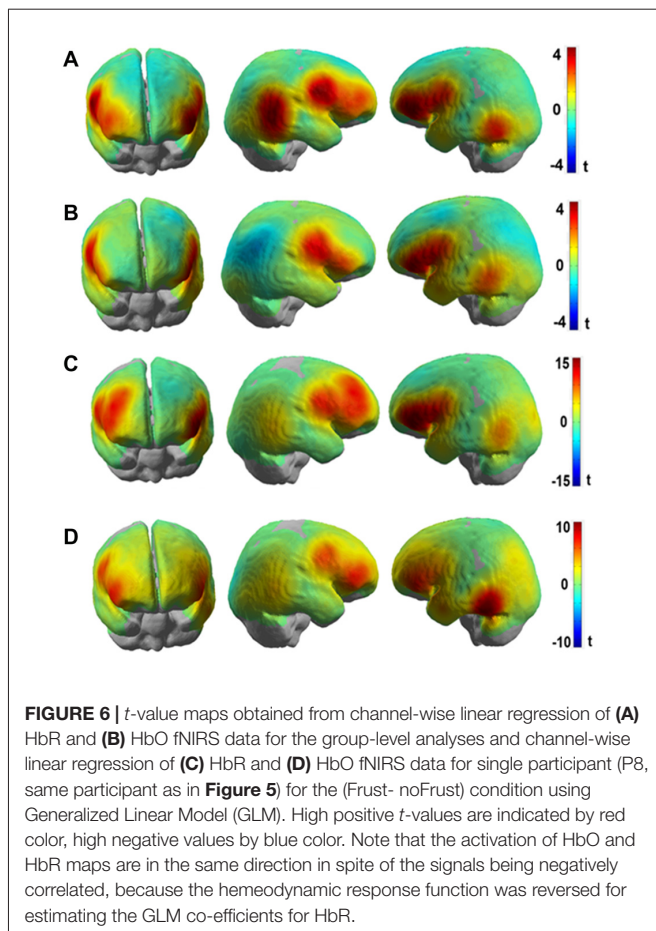 A
4
0
-4 t
B
4
0
-4 t
C
15
0
-15 t
D
10
0
-10 t
FIGURE 6 | t-value maps obtained from channel-wise linear regression of (A)
HbR and (B) HbO fNIRS data for the group-level analyses and channel-wise
linear regression of (C) HbR and (D) HbO fNIRS data for single participant (P8,
same participant as in Figure 5) for the (Frust- noFrust) condition using
Generalized Linear Model (GLM). High positive t-values are indicated by red
color, high negative values by blue color. Note that the activation of HbO and
HbR maps are in the same direction in spite of the signals being negatively
correlated, because the hemeodynamic response function was reversed for
estimating the GLM co-efficients for HbR.